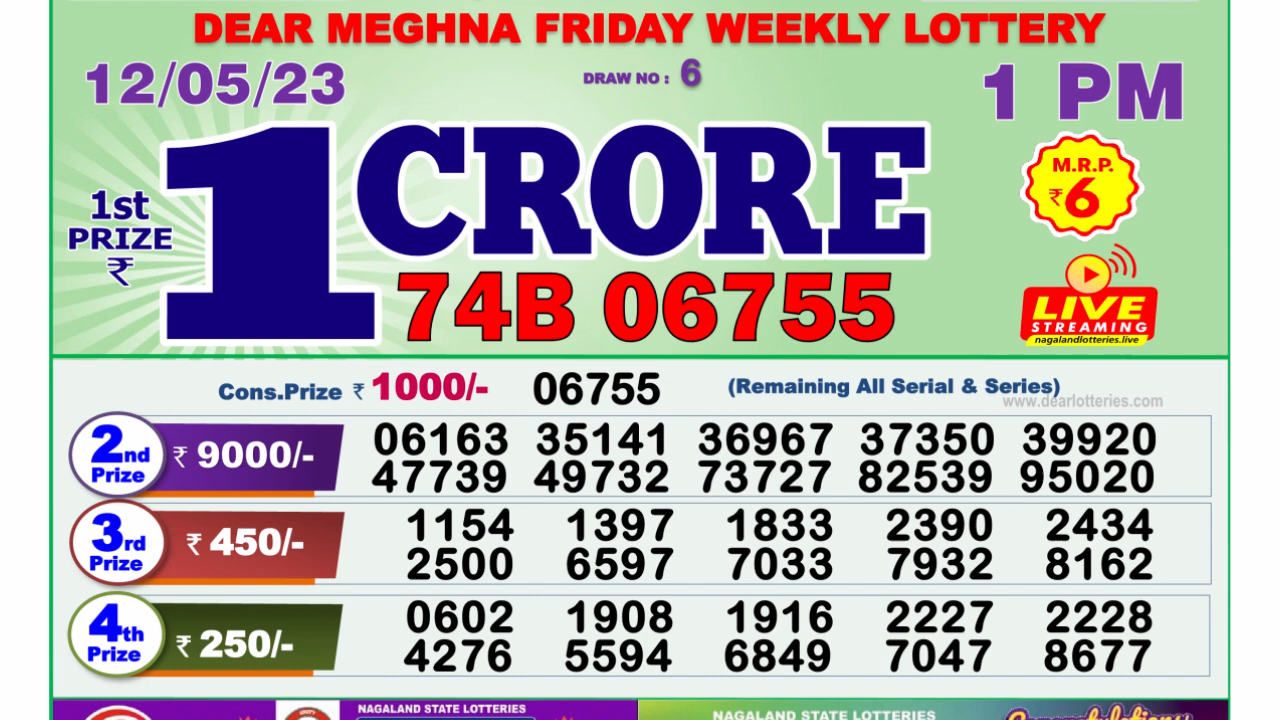 DEAR MEGHNA FRIDAY WEEKLY LOTTERY
12/05/23 DRAW NO : 6 1 PM
1st PRIZE ₹ 1 CRORE
M.R.P. ₹6
74B 06755
LIVE
STREAMING
nagalandlotteries.live
Cons.Prize ₹ 1000/- 06755 (Remaining All Serial & Series)
www.dearlotteries.com
2nd Prize ₹ 9000/-
06163 35141 36967 37350 39920
47739 49732 73727 82539 95020
3rd Prize ₹ 450/-
1154 1397 1833 2390 2434
2500 6597 7033 7932 8162
4th Prize ₹ 250/-
0602 1908 1916 2227 2228
4276 5594 6849 7047 8677
NAGALAND STATE LOTTERIES
NAGALAND STATE LOTTERIES